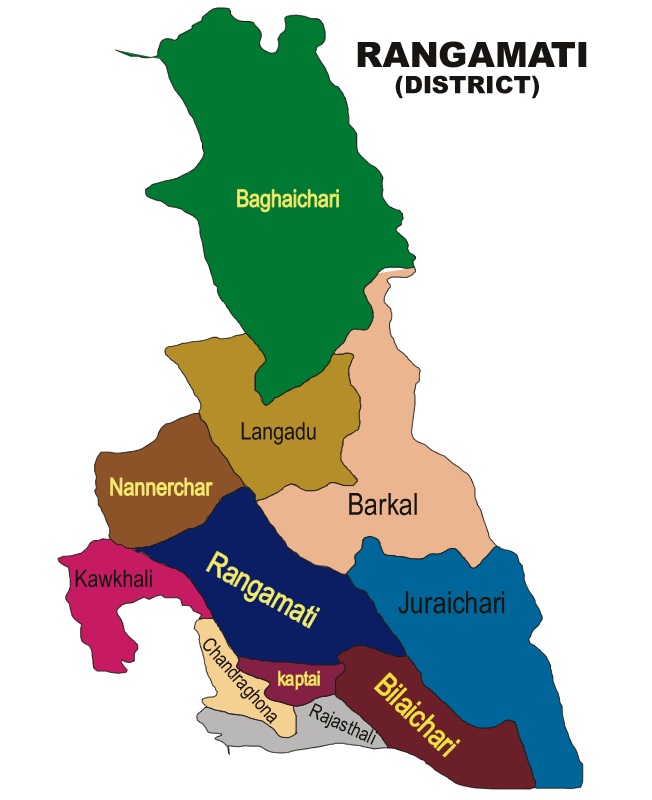 RANGAMATI
(DISTRICT)
Baghaichari
Langadu
Nannerchar
Barkal
Kawkhali
Rangamati
Juraichari
Chandraghona
kaptai
Bilaichari
Rajasthali